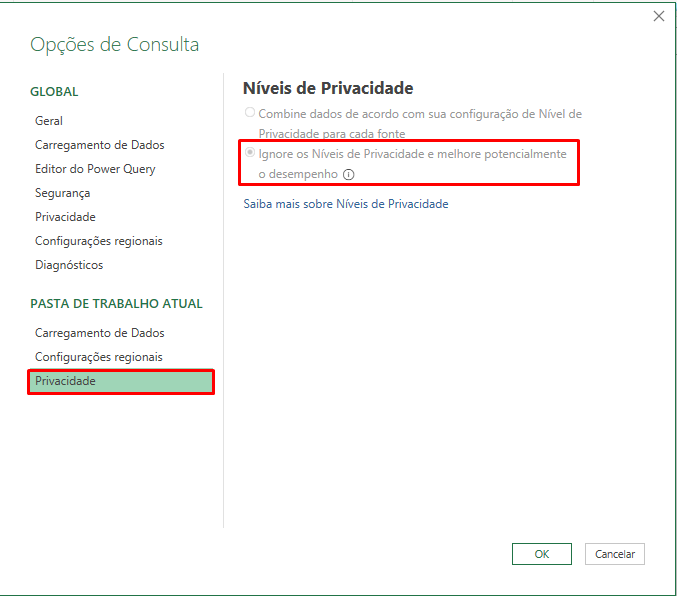 Opções de Consulta
GLOBAL
Geral
Carregamento de Dados
Editor do Power Query
Segurança
Privacidade
Configurações regionais
Diagnósticos
PASTA DE TRABALHO ATUAL
Carregamento de Dados
Configurações regionais
Privacidade
Níveis de Privacidade
Combine dados de acordo com sua configuração de Nível de
Privacidade para cada fonte
Ignore os Níveis de Privacidade e melhore potencialmente
o desempenho
Saiba mais sobre Níveis de Privacidade
OK
Cancelar